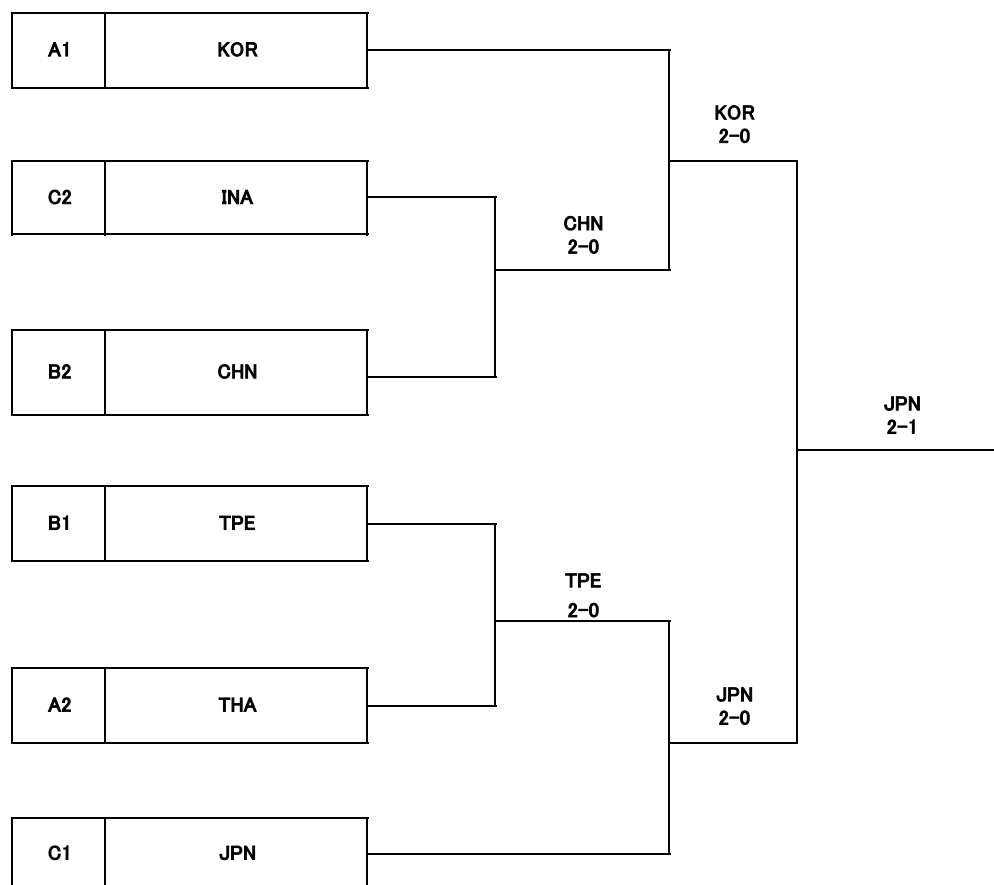 A1 KOR
KOR
2-0
C2 INA
CHN
2-0
B2 CHN
JPN
2-1
B1 TPE
TPE
2-0
A2 THA
JPN
2-0
C1 JPN